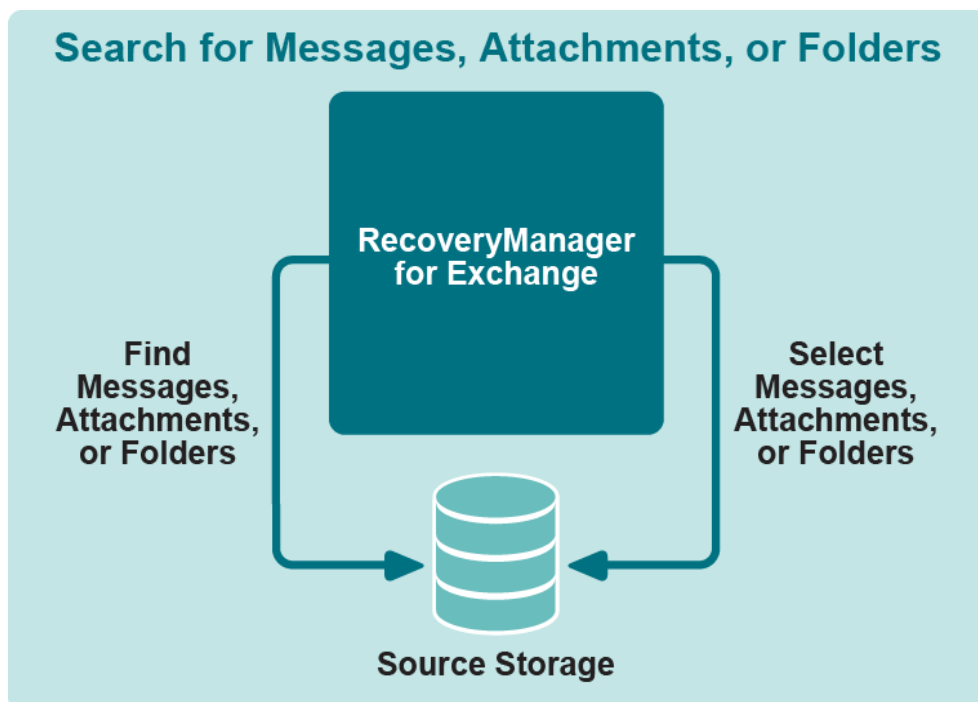 Search for Messages, Attachments, or Folders
RecoveryManager
for Exchange
Find
Messages,
Attachments,
or Folders
Select
Messages,
Attachments,
or Folders
Source Storage